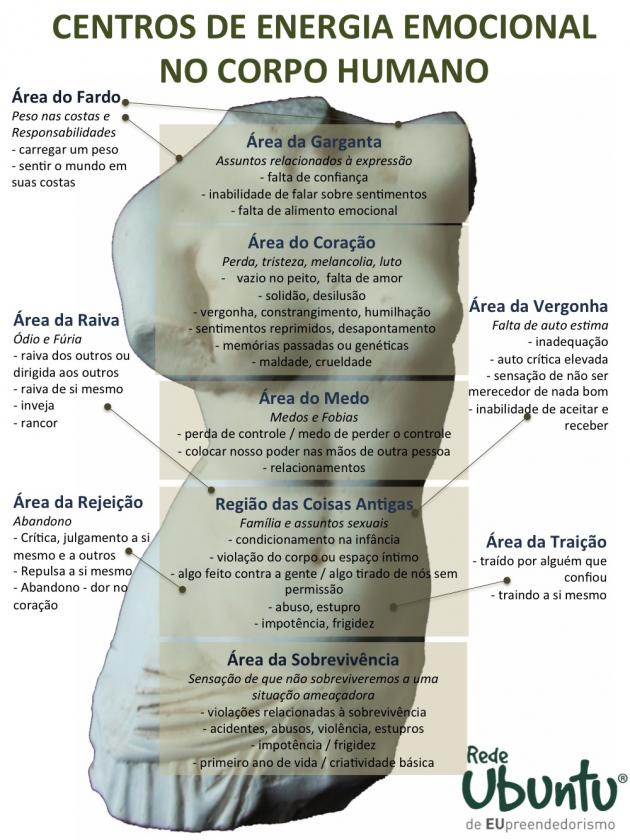 CENTROS DE ENERGIA EMOCIONAL
NO CORPO HUMANO
Área do Fardo
Peso nas costas e
Responsabilidades
- carregar um peso
- sentir o mundo em
suas costas
Área da Garganta
Assuntos relacionados à expressão
- falta de confiança
- inabilidade de falar sobre sentimentos
- falta de alimento emocional
Área do Coração
Perda, tristeza, melancolia, luto
- vazio no peito, falta de amor
- solidão, desilusão
- vergonha, constrangimento, humilhação
- sentimentos reprimidos, desapontamento
- memórias passadas ou genéticas
- maldade, crueldade
Área da Raiva
Ódio e Fúria
- raiva dos outros ou
dirigida aos outros
- raiva de si mesmo
- inveja
- rancor
Área da Vergonha
Falta de auto estima
- inadequação
- auto crítica elevada
- sensação de não ser
merecedor de nada bom
- inabilidade de aceitar e
receber
Área do Medo
Medos e Fobias
- perda de controle / medo de perder o controle
- colocar nosso poder nas mãos de outra pessoa
- relacionamentos
Área da Rejeição
Abandono
- Crítica, julgamento a si
mesmo e a outros
- Repulsa a si mesmo
- Abandono - dor no
coração
Região das Coisas Antigas
Família e assuntos sexuais
- condicionamento na infância
- violação do corpo ou espaço íntimo
- algo feito contra a gente / algo tirado de nós sem
permissão
- abuso, estupro
- impotência, frigidez
Área da Traição
- traído por alguém que
confiou
- traindo a si mesmo
Área da Sobrevivência
Sensação de que não sobreviveremos a uma
situação ameaçadora
- violações relacionadas à sobrevivência
- acidentes, abusos, violência, estupros
- impotência / frigidez
- primeiro ano de vida / criatividade básica
Rede
Ubuntu®
de EUpreendedorismo